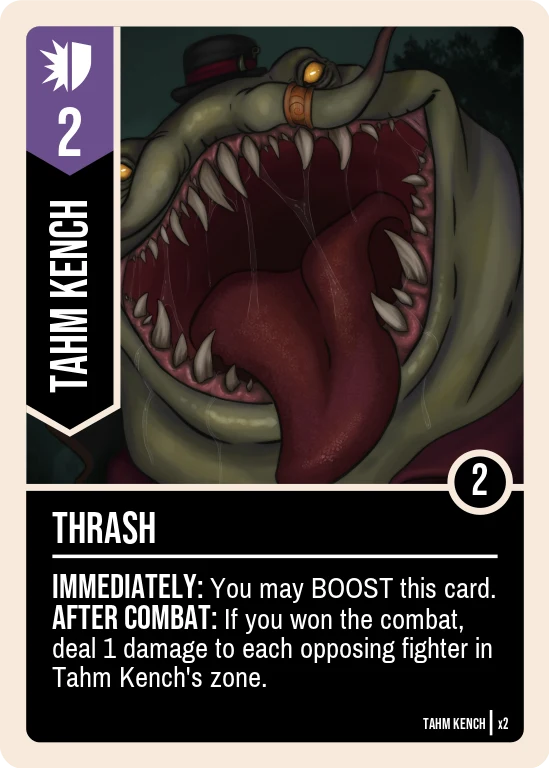 2
TAHM KENCH
2
THRASH
IMMEDIATELY: You may BOOST this card.
AFTER COMBAT: If you won the combat,
deal 1 damage to each opposing fighter in
Tahm Kench's zone.
TAHM KENCH | x2